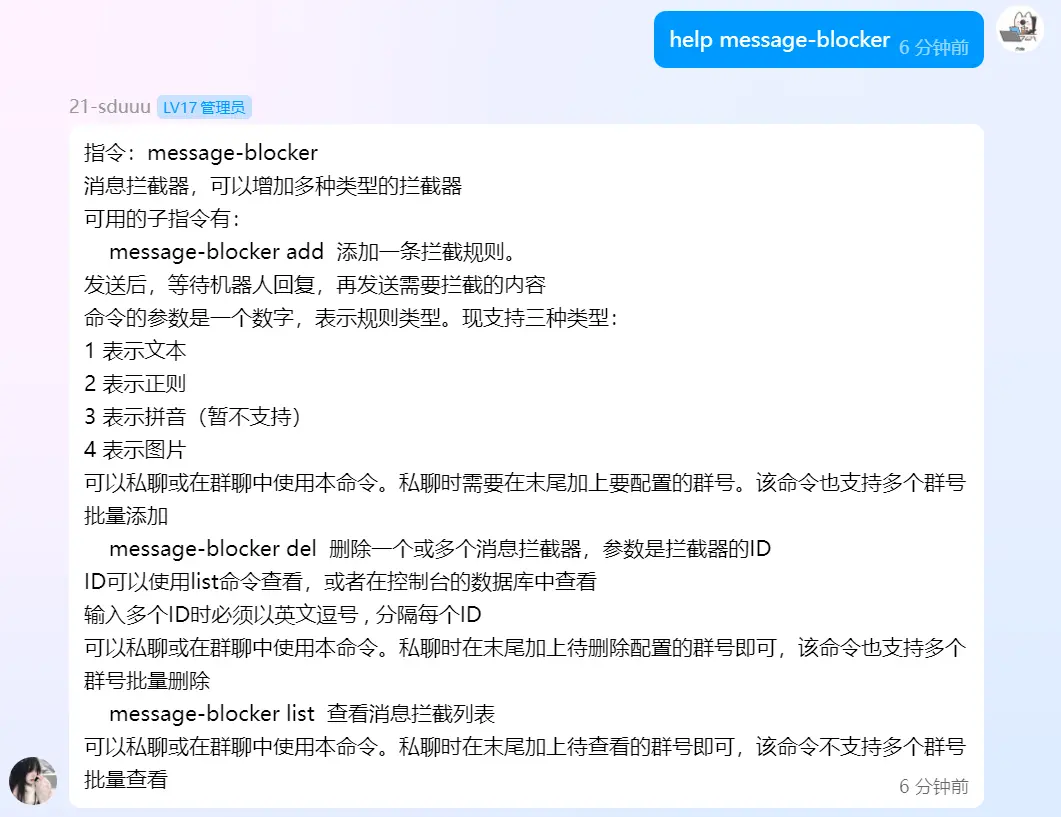 help message-blocker 6 分钟前
21-sduuu LV17 管理员
指令：message-blocker
消息拦截器，可以增加多种类型的拦截器
可用的子指令有：
message-blocker add 添加一条拦截规则。
发送后，等待机器人回复，再发送需要拦截的内容
命令的参数是一个数字，表示规则类型。现支持三种类型：
1 表示文本
2 表示正则
3 表示拼音（暂不支持）
4 表示图片
可以私聊或在群聊中使用本命令。私聊时需要在末尾加上要配置的群号。该命令也支持多个群号
批量添加
message-blocker del 删除一个或多个消息拦截器，参数是拦截器的ID
ID可以使用list命令查看，或者在控制台的数据库中查看
输入多个ID时必须以英文逗号 , 分隔每个ID
可以私聊或在群聊中使用本命令。私聊时在末尾加上待删除配置的群号即可，该命令也支持多个
群号批量删除
message-blocker list 查看消息拦截列表
可以私聊或在群聊中使用本命令。私聊时在末尾加上待查看的群号即可，该命令不支持多个群号
批量查看
6 分钟前